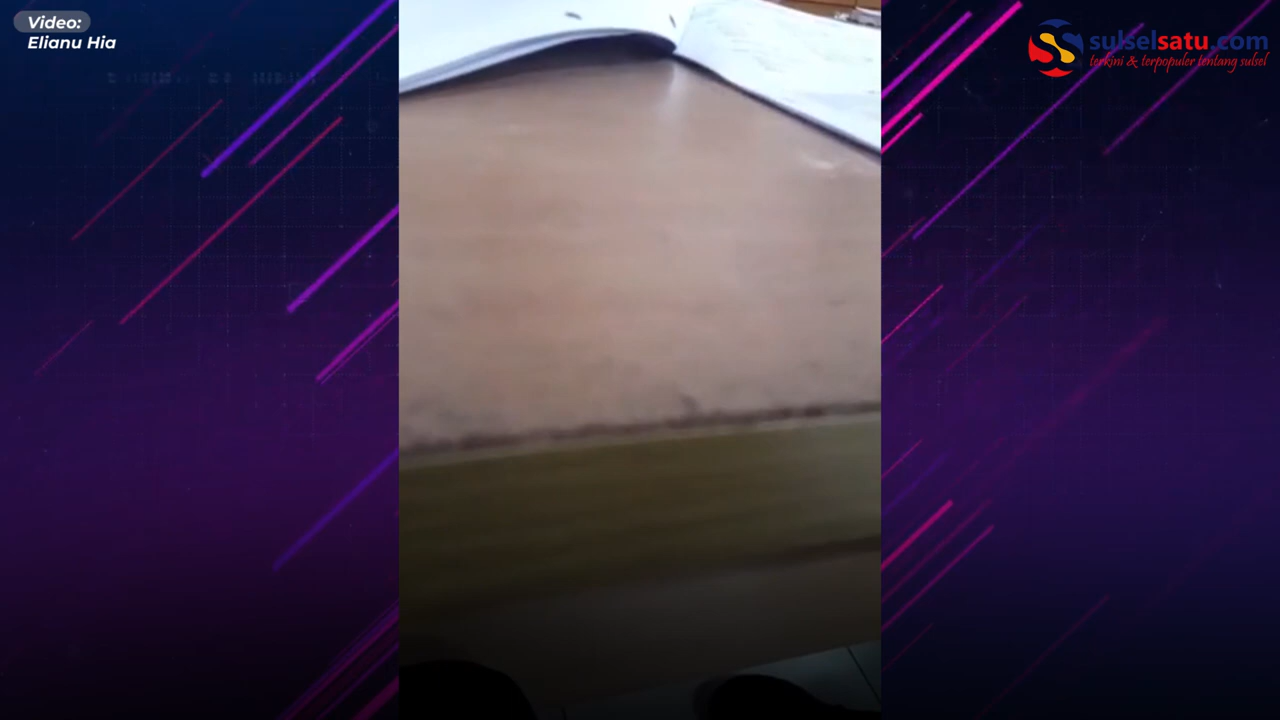 Video:
Elianu Hia
sulselsatu.com
terkini & terpopuler tentang sulsel